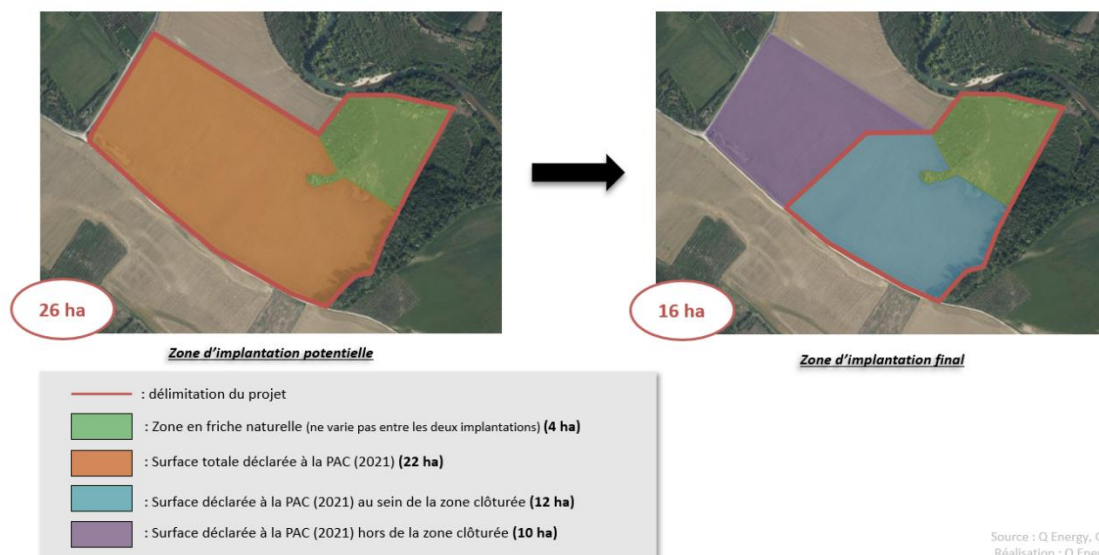 26 ha
16 ha
Zone d'implantation potentielle
Zone d'implantation final
: délimitation du projet
: Zone en friche naturelle (ne varie pas entre les deux implantations) (4 ha)
: Surface totale déclarée à la PAC (2021) (22 ha)
: Surface déclarée à la PAC (2021) au sein de la zone clôturée (12 ha)
: Surface déclarée à la PAC (2021) hors de la zone clôturée (10 ha)
Source : Q Energy,
Réalisation : Q